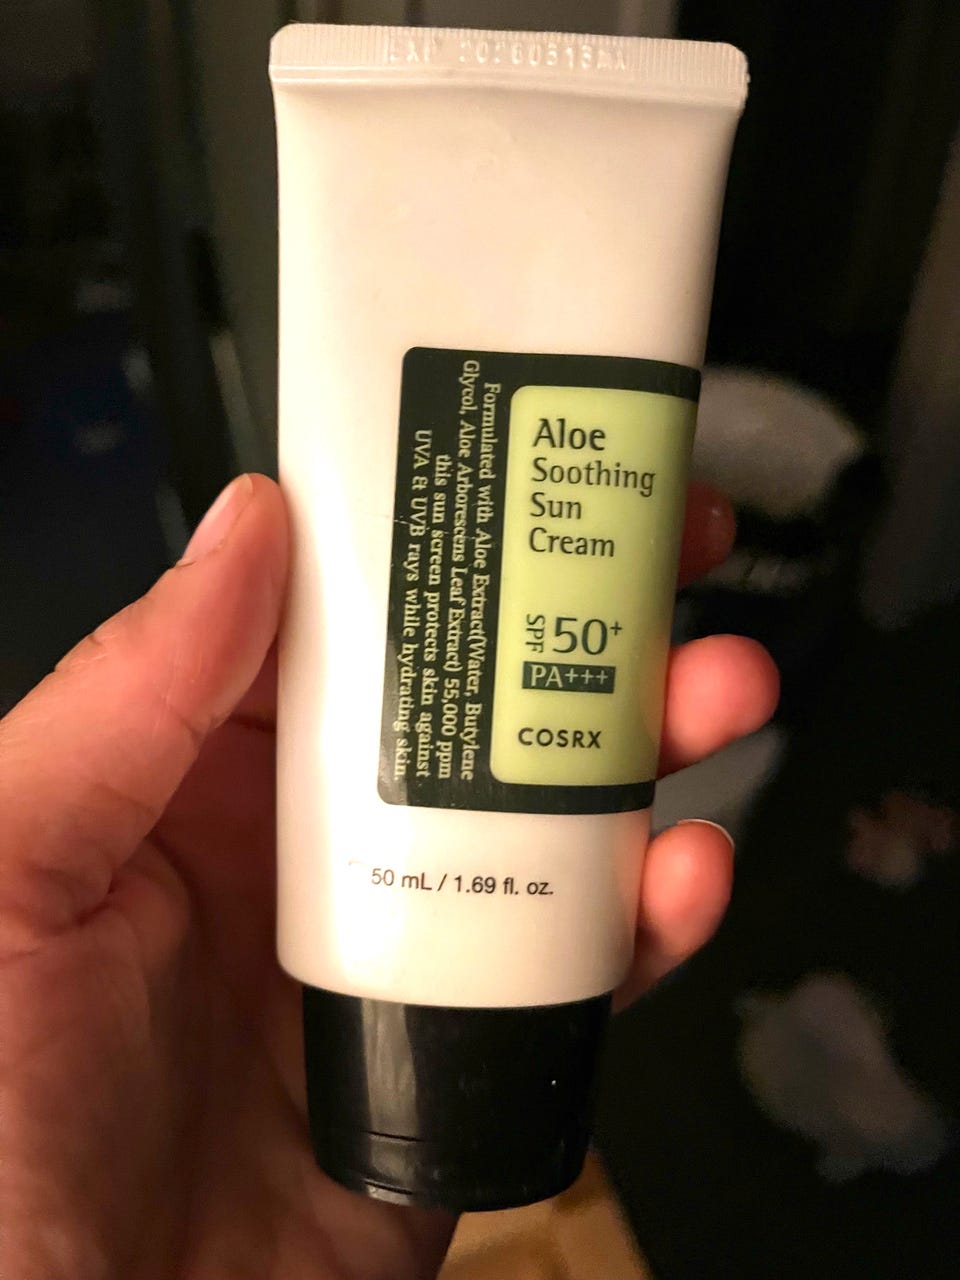 EXP 20260313MX
Aloe
Soothing
Sun
Cream
SPF 50+
PA+++
COSRX
Formulated with Aloe Extract(Water, Butylene
Glycol, Aloe Arborescens Leaf Extract) 55,000 ppm
this sun screen protects skin against
UVA & UVB rays while hydrating skin.
50 mL / 1.69 fl. oz.